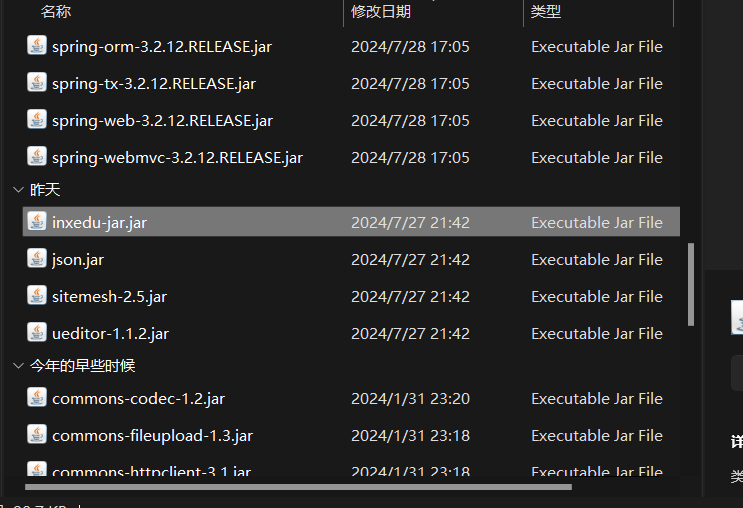 名称 修改日期 类型
spring-orm-3.2.12.RELEASE.jar 2024/7/28 17:05 Executable Jar File
spring-tx-3.2.12.RELEASE.jar 2024/7/28 17:05 Executable Jar File
spring-web-3.2.12.RELEASE.jar 2024/7/28 17:05 Executable Jar File
spring-webmvc-3.2.12.RELEASE.jar 2024/7/28 17:05 Executable Jar File
昨天
inxedu-jar.jar 2024/7/27 21:42 Executable Jar File
json.jar 2024/7/27 21:42 Executable Jar File
sitemesh-2.5.jar 2024/7/27 21:42 Executable Jar File
ueditor-1.1.2.jar 2024/7/27 21:42 Executable Jar File
今年的早些时候
commons-codec-1.2.jar 2024/1/31 23:20 Executable Jar File
commons-fileupload-1.3.jar 2024/1/31 23:18 Executable Jar File
commons-httpclient-3.1.jar 2024/1/31 23:18 Executable Jar File
详
类